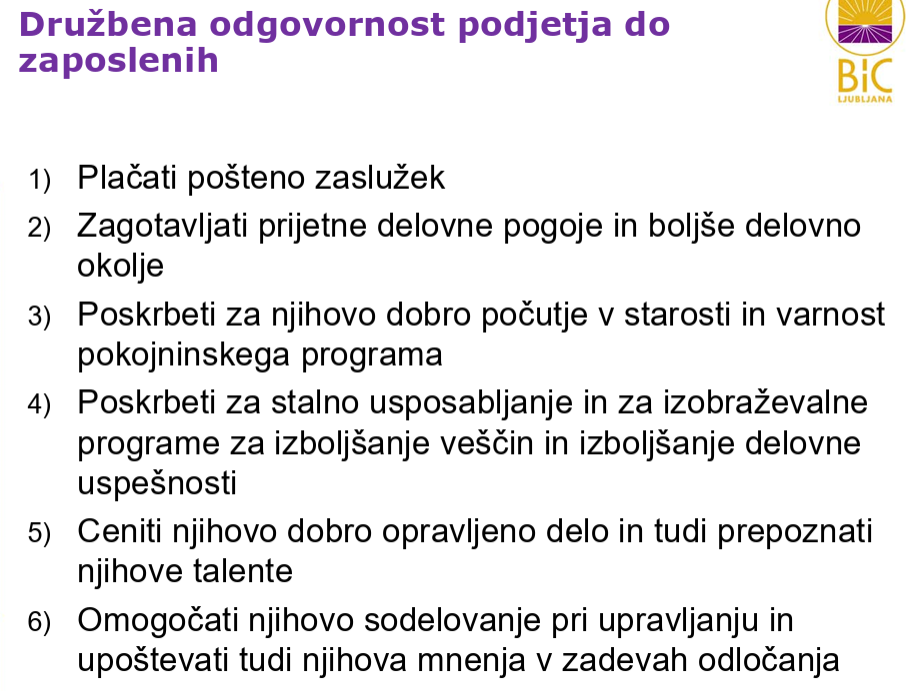 Družbena odgovornost podjetja do
zaposlenih
BIC
LJUBLJANA
1) Plačati pošteno zaslužek
2) Zagotavljati prijetne delovne pogoje in boljše delovno
okolje
3) Poskrbeti za njihovo dobro počutje v starosti in varnost
pokojninskega programa
4) Poskrbeti za stalno usposabljanje in za izobraževalne
programe za izboljšanje veščin in izboljšanje delovne
uspešnosti
5) Ceniti njihovo dobro opravljeno delo in tudi prepoznati
njihove talente
6) Omogočati njihovo sodelovanje pri upravljanju in
upoštevati tudi njihova mnenja v zadevah odločanja